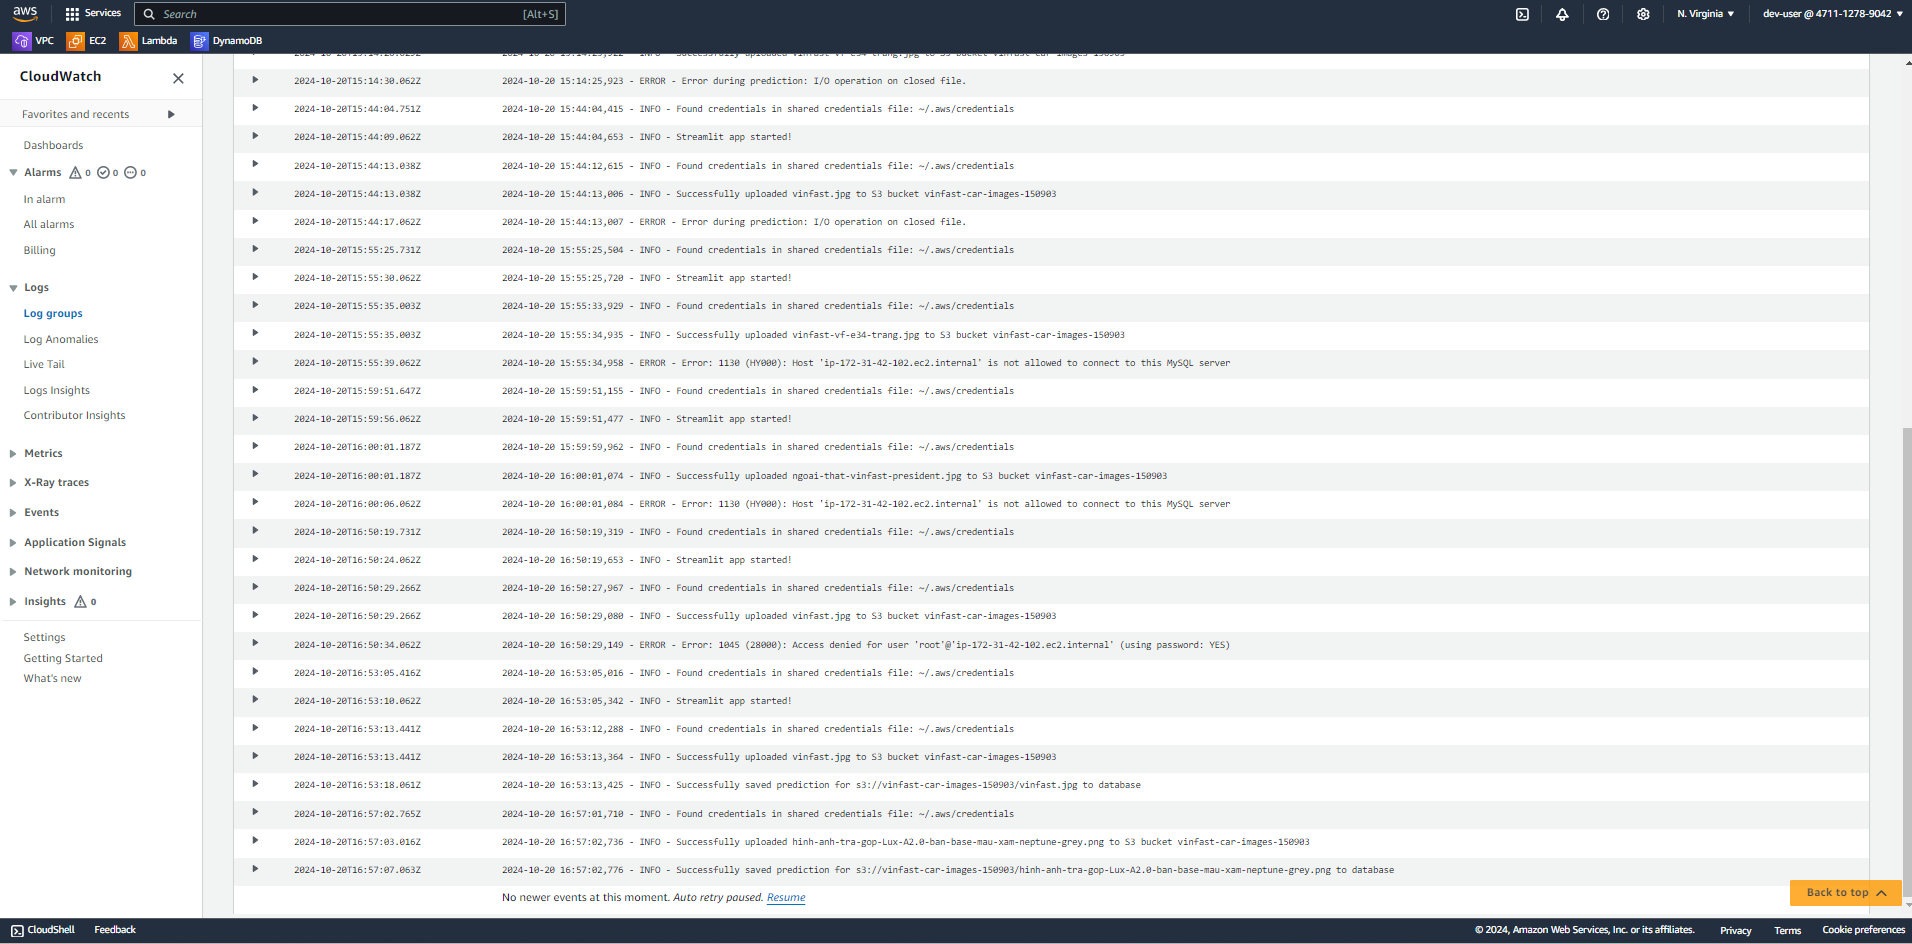 aws Services Search [Alt+S] N. Virginia dev-user @ 4711-1278-9042
VPC EC2 Lambda DynamoDB
CloudWatch
Favorites and recents
Dashboards
Alarms 0 0 0
In alarm
All alarms
Billing
Logs
Log groups
Log Anomalies
Live Tail
Logs Insights
Contributor Insights
Metrics
X-Ray traces
Events
Application Signals
Network monitoring
Insights 0
Settings
Getting Started
What's new
2024-10-20T15:14:30.062Z 2024-10-20 15:14:25,923 - ERROR - Error during prediction: I/O operation on closed file.
2024-10-20T15:44:04.751Z 2024-10-20 15:44:04,415 - INFO - Found credentials in shared credentials file: ~/.aws/credentials
2024-10-20T15:44:09.062Z 2024-10-20 15:44:04,653 - INFO - Streamlit app started!
2024-10-20T15:44:13.038Z 2024-10-20 15:44:12,615 - INFO - Found credentials in shared credentials file: ~/.aws/credentials
2024-10-20T15:44:13.038Z 2024-10-20 15:44:13,006 - INFO - Successfully uploaded vinfast.jpg to S3 bucket vinfast-car-images-150903
2024-10-20T15:44:17.062Z 2024-10-20 15:44:13,007 - ERROR - Error during prediction: I/O operation on closed file.
2024-10-20T15:55:25.731Z 2024-10-20 15:55:25,504 - INFO - Found credentials in shared credentials file: ~/.aws/credentials
2024-10-20T15:55:30.062Z 2024-10-20 15:55:25,720 - INFO - Streamlit app started!
2024-10-20T15:55:35.003Z 2024-10-20 15:55:33,929 - INFO - Found credentials in shared credentials file: ~/.aws/credentials
2024-10-20T15:55:35.003Z 2024-10-20 15:55:34,935 - INFO - Successfully uploaded vinfast-vf-e34-trang.jpg to S3 bucket vinfast-car-images-150903
2024-10-20T15:55:39.062Z 2024-10-20 15:55:34,958 - ERROR - Error: 1130 (HY000): Host 'ip-172-31-42-102.ec2.internal' is not allowed to connect to this MySQL server
2024-10-20T15:59:51.647Z 2024-10-20 15:59:51,155 - INFO - Found credentials in shared credentials file: ~/.aws/credentials
2024-10-20T15:59:56.062Z 2024-10-20 15:59:51,477 - INFO - Streamlit app started!
2024-10-20T16:00:01.187Z 2024-10-20 15:59:59,962 - INFO - Found credentials in shared credentials file: ~/.aws/credentials
2024-10-20T16:00:01.187Z 2024-10-20 16:00:01,074 - INFO - Successfully uploaded ngoai-that-vinfast-president.jpg to S3 bucket vinfast-car-images-150903
2024-10-20T16:00:06.062Z 2024-10-20 16:00:01,084 - ERROR - Error: 1130 (HY000): Host 'ip-172-31-42-102.ec2.internal' is not allowed to connect to this MySQL server
2024-10-20T16:50:19.731Z 2024-10-20 16:50:19,319 - INFO - Found credentials in shared credentials file: ~/.aws/credentials
2024-10-20T16:50:24.062Z 2024-10-20 16:50:19,653 - INFO - Streamlit app started!
2024-10-20T16:50:29.266Z 2024-10-20 16:50:27,967 - INFO - Found credentials in shared credentials file: ~/.aws/credentials
2024-10-20T16:50:29.266Z 2024-10-20 16:50:29,080 - INFO - Successfully uploaded vinfast.jpg to S3 bucket vinfast-car-images-150903
2024-10-20T16:50:34.062Z 2024-10-20 16:50:29,149 - ERROR - Error: 1045 (28000): Access denied for user 'root'@'ip-172-31-42-102.ec2.internal' (using password: YES)
2024-10-20T16:53:05.416Z 2024-10-20 16:53:05,016 - INFO - Found credentials in shared credentials file: ~/.aws/credentials
2024-10-20T16:53:10.062Z 2024-10-20 16:53:05,342 - INFO - Streamlit app started!
2024-10-20T16:53:13.441Z 2024-10-20 16:53:12,288 - INFO - Found credentials in shared credentials file: ~/.aws/credentials
2024-10-20T16:53:13.441Z 2024-10-20 16:53:13,364 - INFO - Successfully uploaded vinfast.jpg to S3 bucket vinfast-car-images-150903
2024-10-20T16:53:18.061Z 2024-10-20 16:53:13,425 - INFO - Successfully saved prediction for s3://vinfast-car-images-150903/vinfast.jpg to database
2024-10-20T16:57:02.765Z 2024-10-20 16:57:01,710 - INFO - Found credentials in shared credentials file: ~/.aws/credentials
2024-10-20T16:57:03.016Z 2024-10-20 16:57:02,736 - INFO - Successfully uploaded hinh-anh-tra-gop-Lux-A2.0-ban-base-mau-xam-neptune-grey.png to S3 bucket vinfast-car-images-150903
2024-10-20T16:57:07.063Z 2024-10-20 16:57:02,776 - INFO - Successfully saved prediction for s3://vinfast-car-images-150903/hinh-anh-tra-gop-Lux-A2.0-ban-base-mau-xam-neptune-grey.png to database
No newer events at this moment. Auto retry paused. Resume
Back to top
CloudShell Feedback © 2024, Amazon Web Services, Inc. or its affiliates. Privacy Terms Cookie preferences